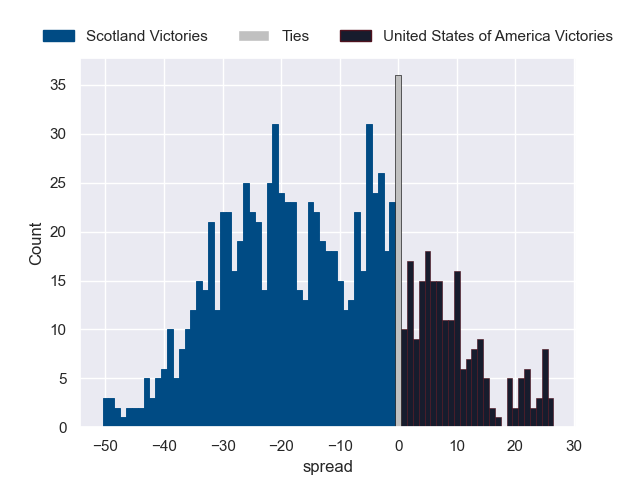 Scotland Victories Ties United States of America Victories
35
30
25
20
15
10
5
0
Count
−50 −40 −30 −20 −10 0 10 20 30
spread